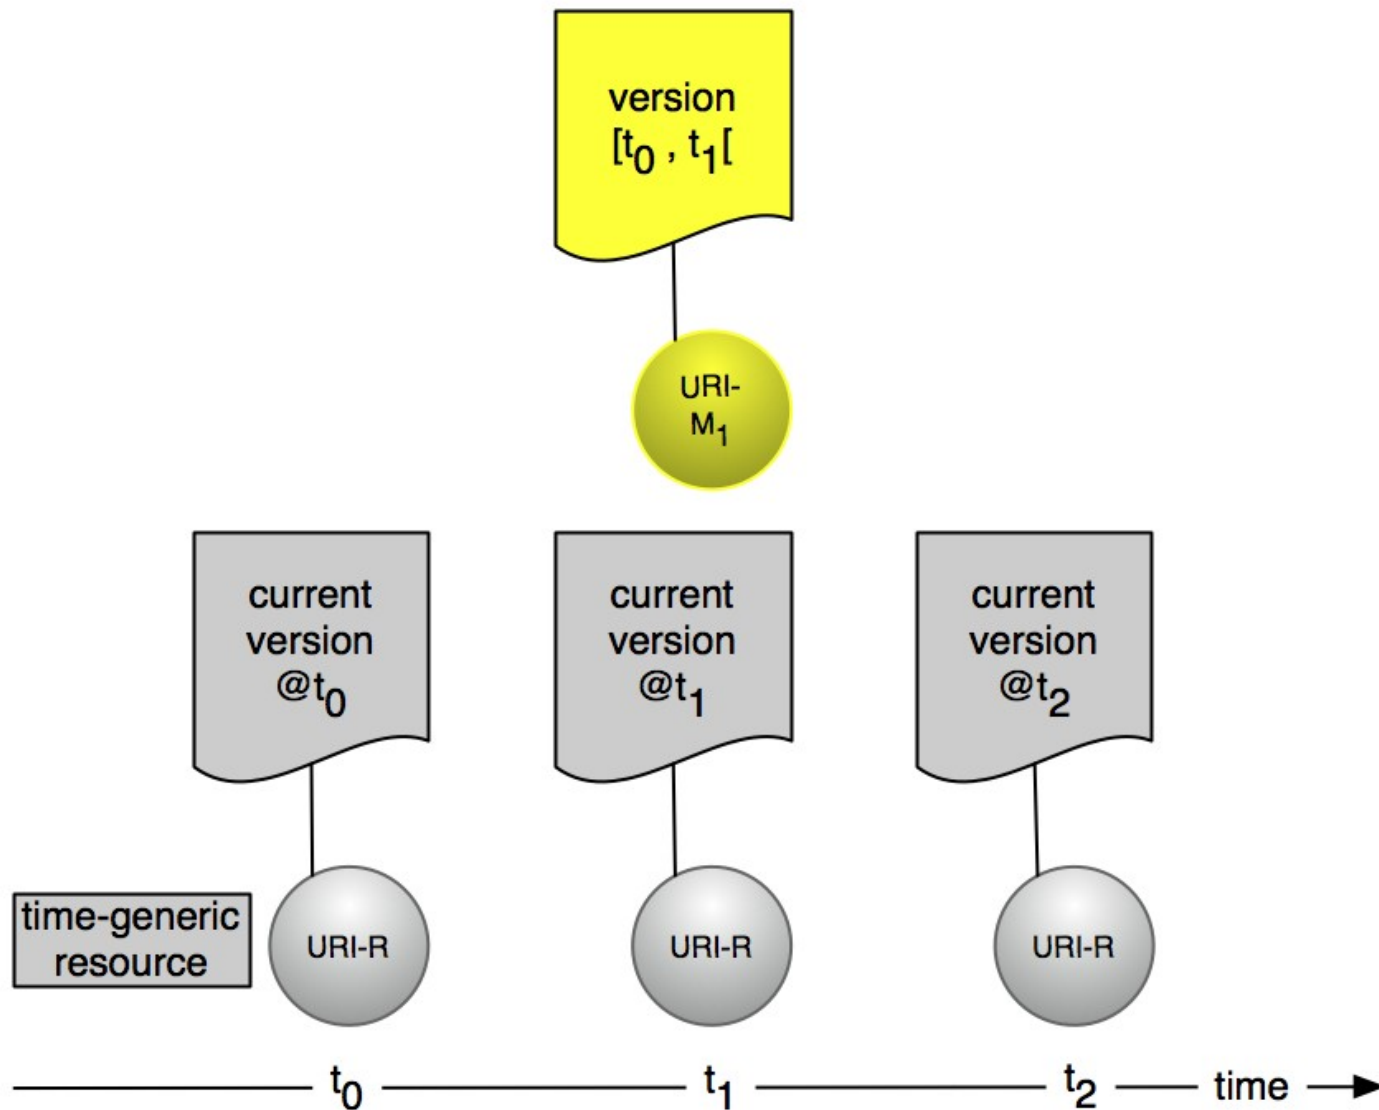 version
[t0 , t1[
URI-
M1
current
version
@t0
current
version
@t1
current
version
@t2
time-generic
resource
URI-R
URI-R
URI-R
t0
t1
t2
time